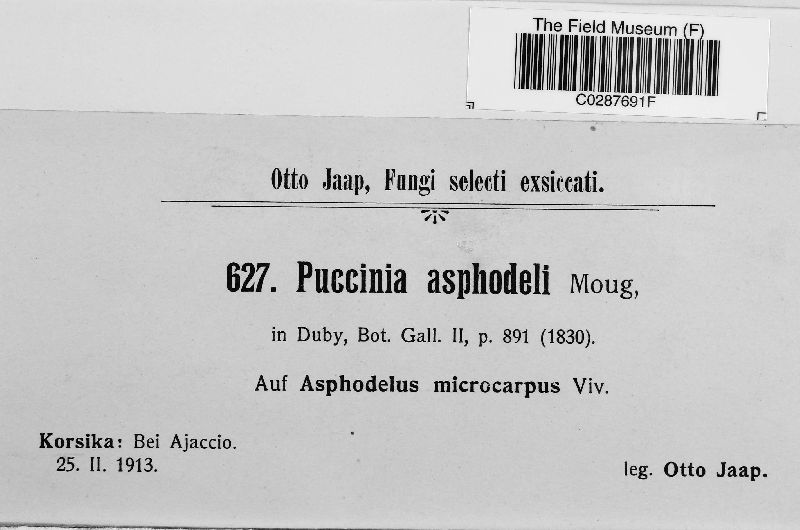 The Field Museum (F)
C0287691F
Otto Jaap, Fungi selecti exsiccati.
627. Puccinia asphodeli Moug,
in Duby, Bot. Gall. II, p. 891 (1830).
Auf Asphodelus microcarpus Viv.
Korsika: Bei Ajaccio.
25. II. 1913.
leg. Otto Jaap.